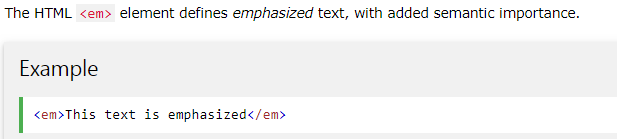 The HTML <em> element defines emphasized text, with added semantic importance.
Example
<em>This text is emphasized</em>